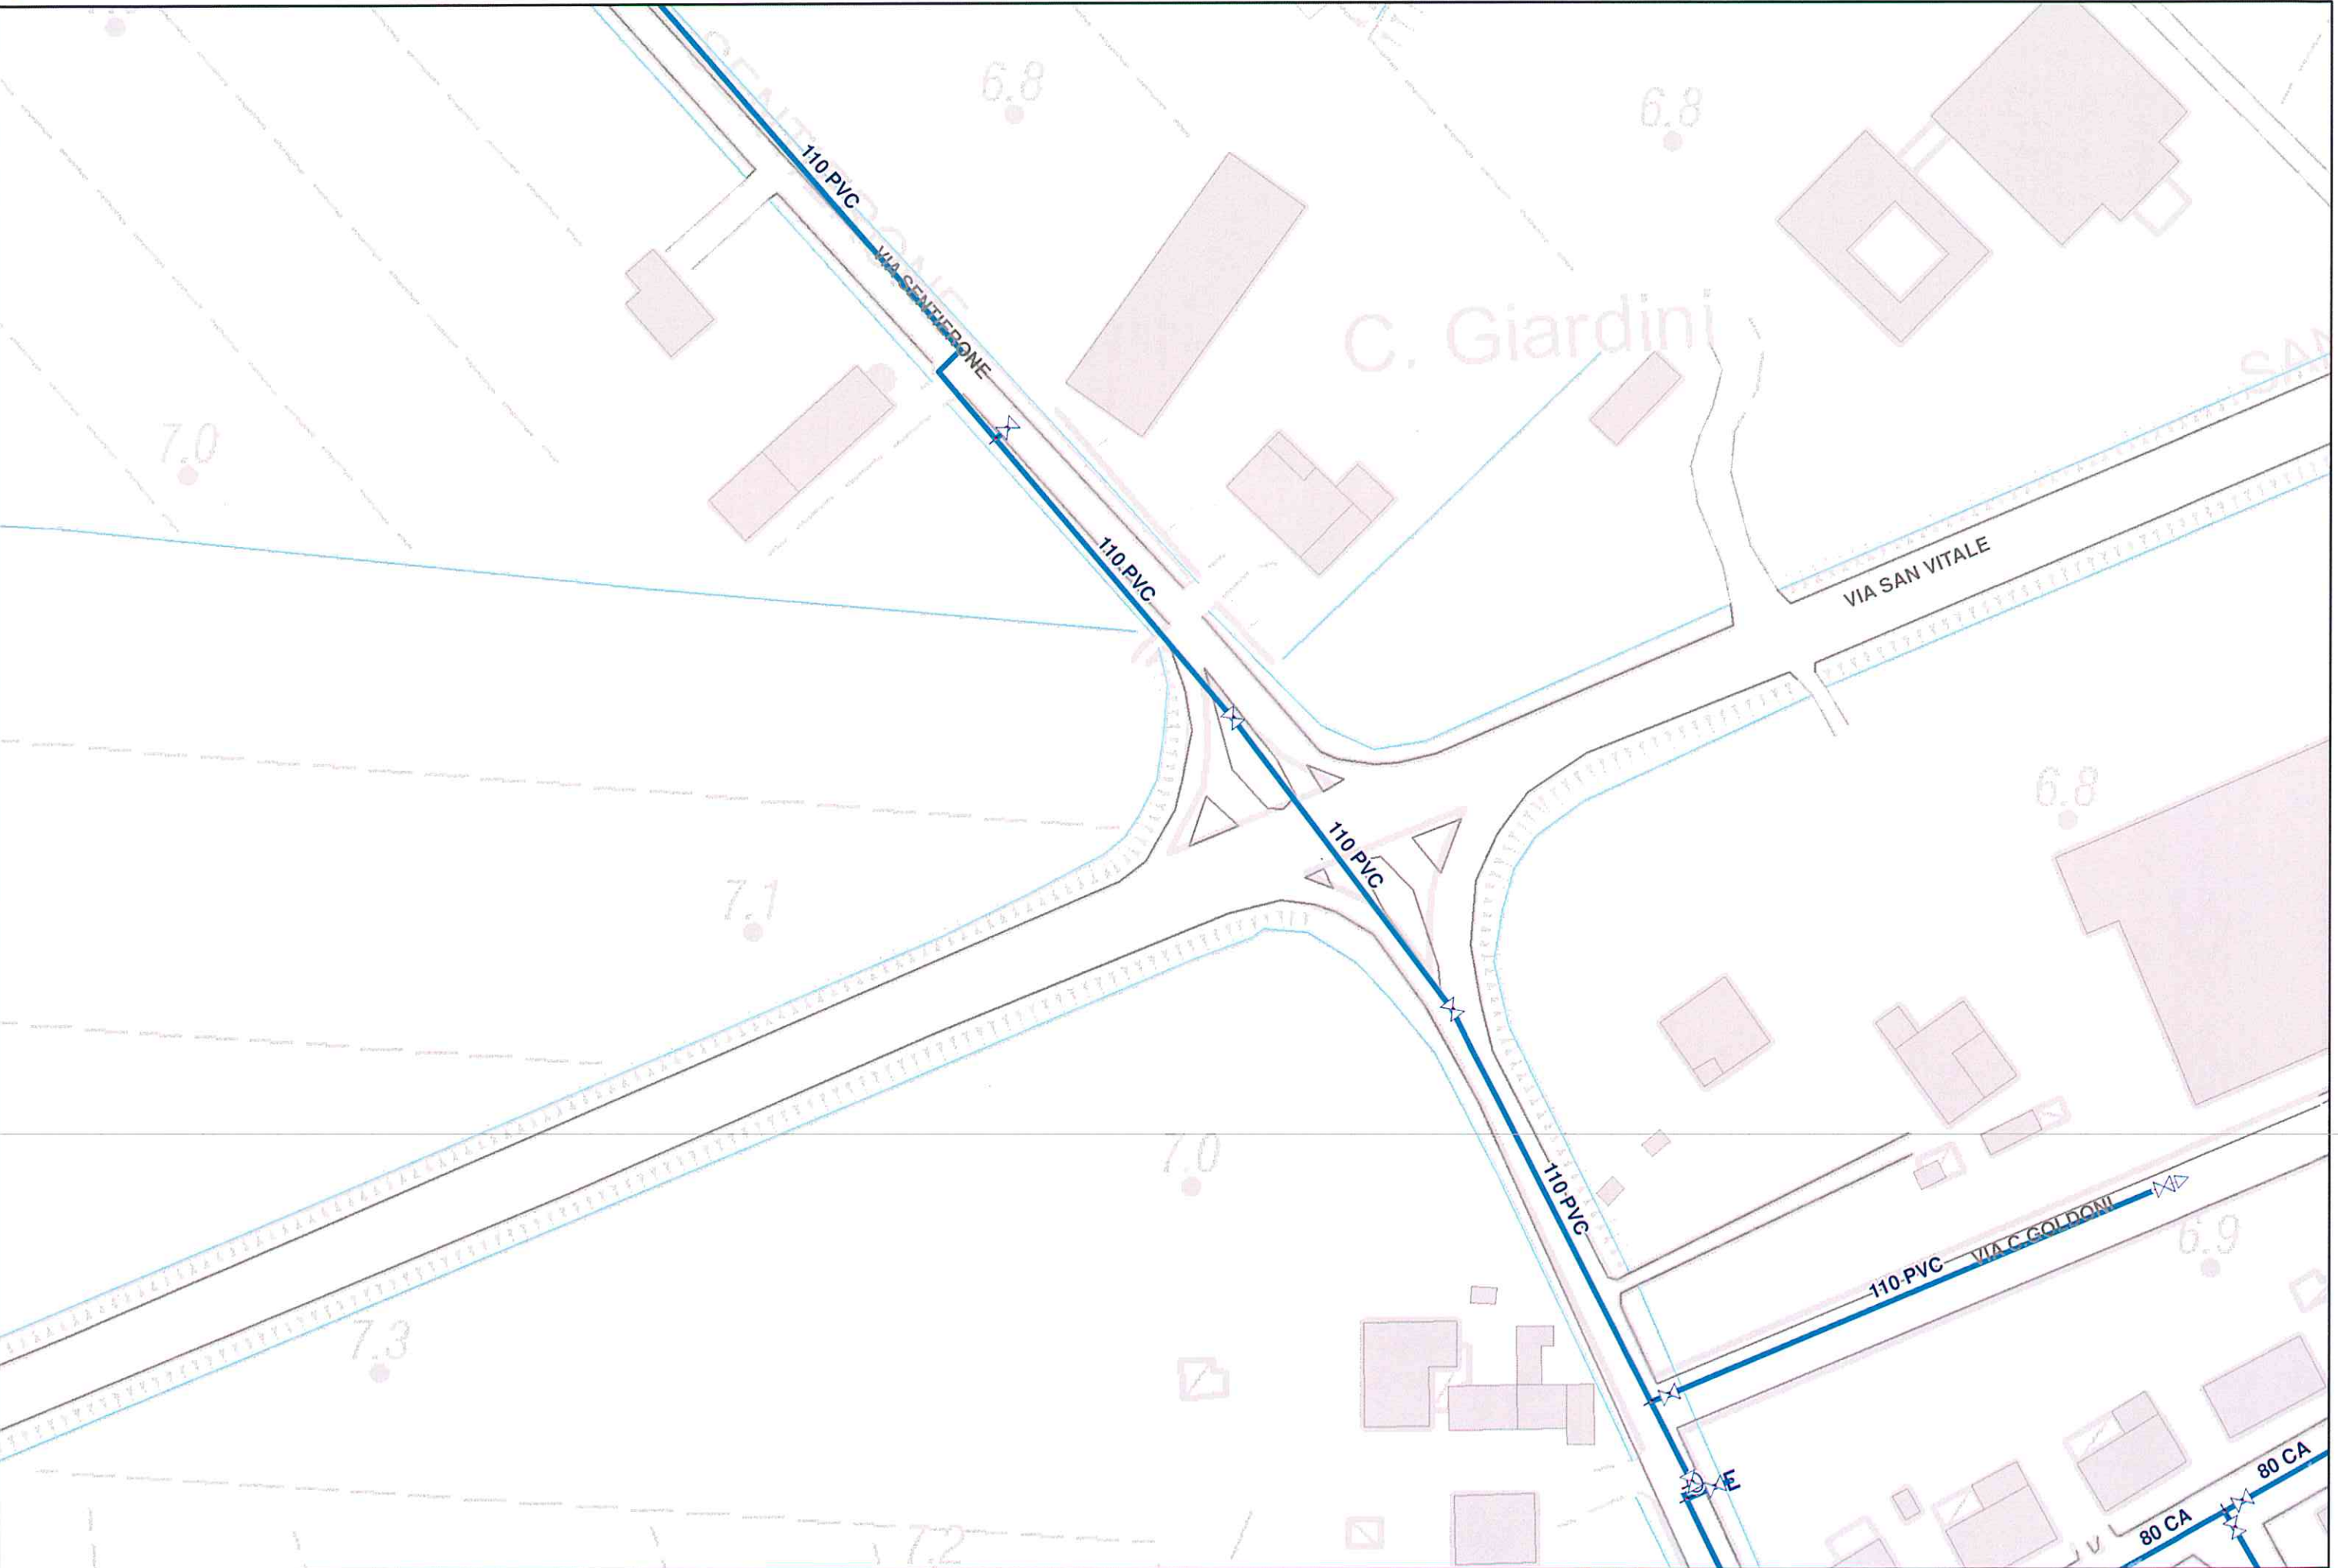 6.8
6.8
110 PVC
SENTIERONE
VIA SENTIERONE
C. Giardini
SAN
7.0
110 PVC
VIA SAN VITALE
6.8
110 PVC
7.1
7.0
110 PVC
VIA C.GOLDONI
6.9
110 PVC
7.3
E
80 CA
80 CA
7.2